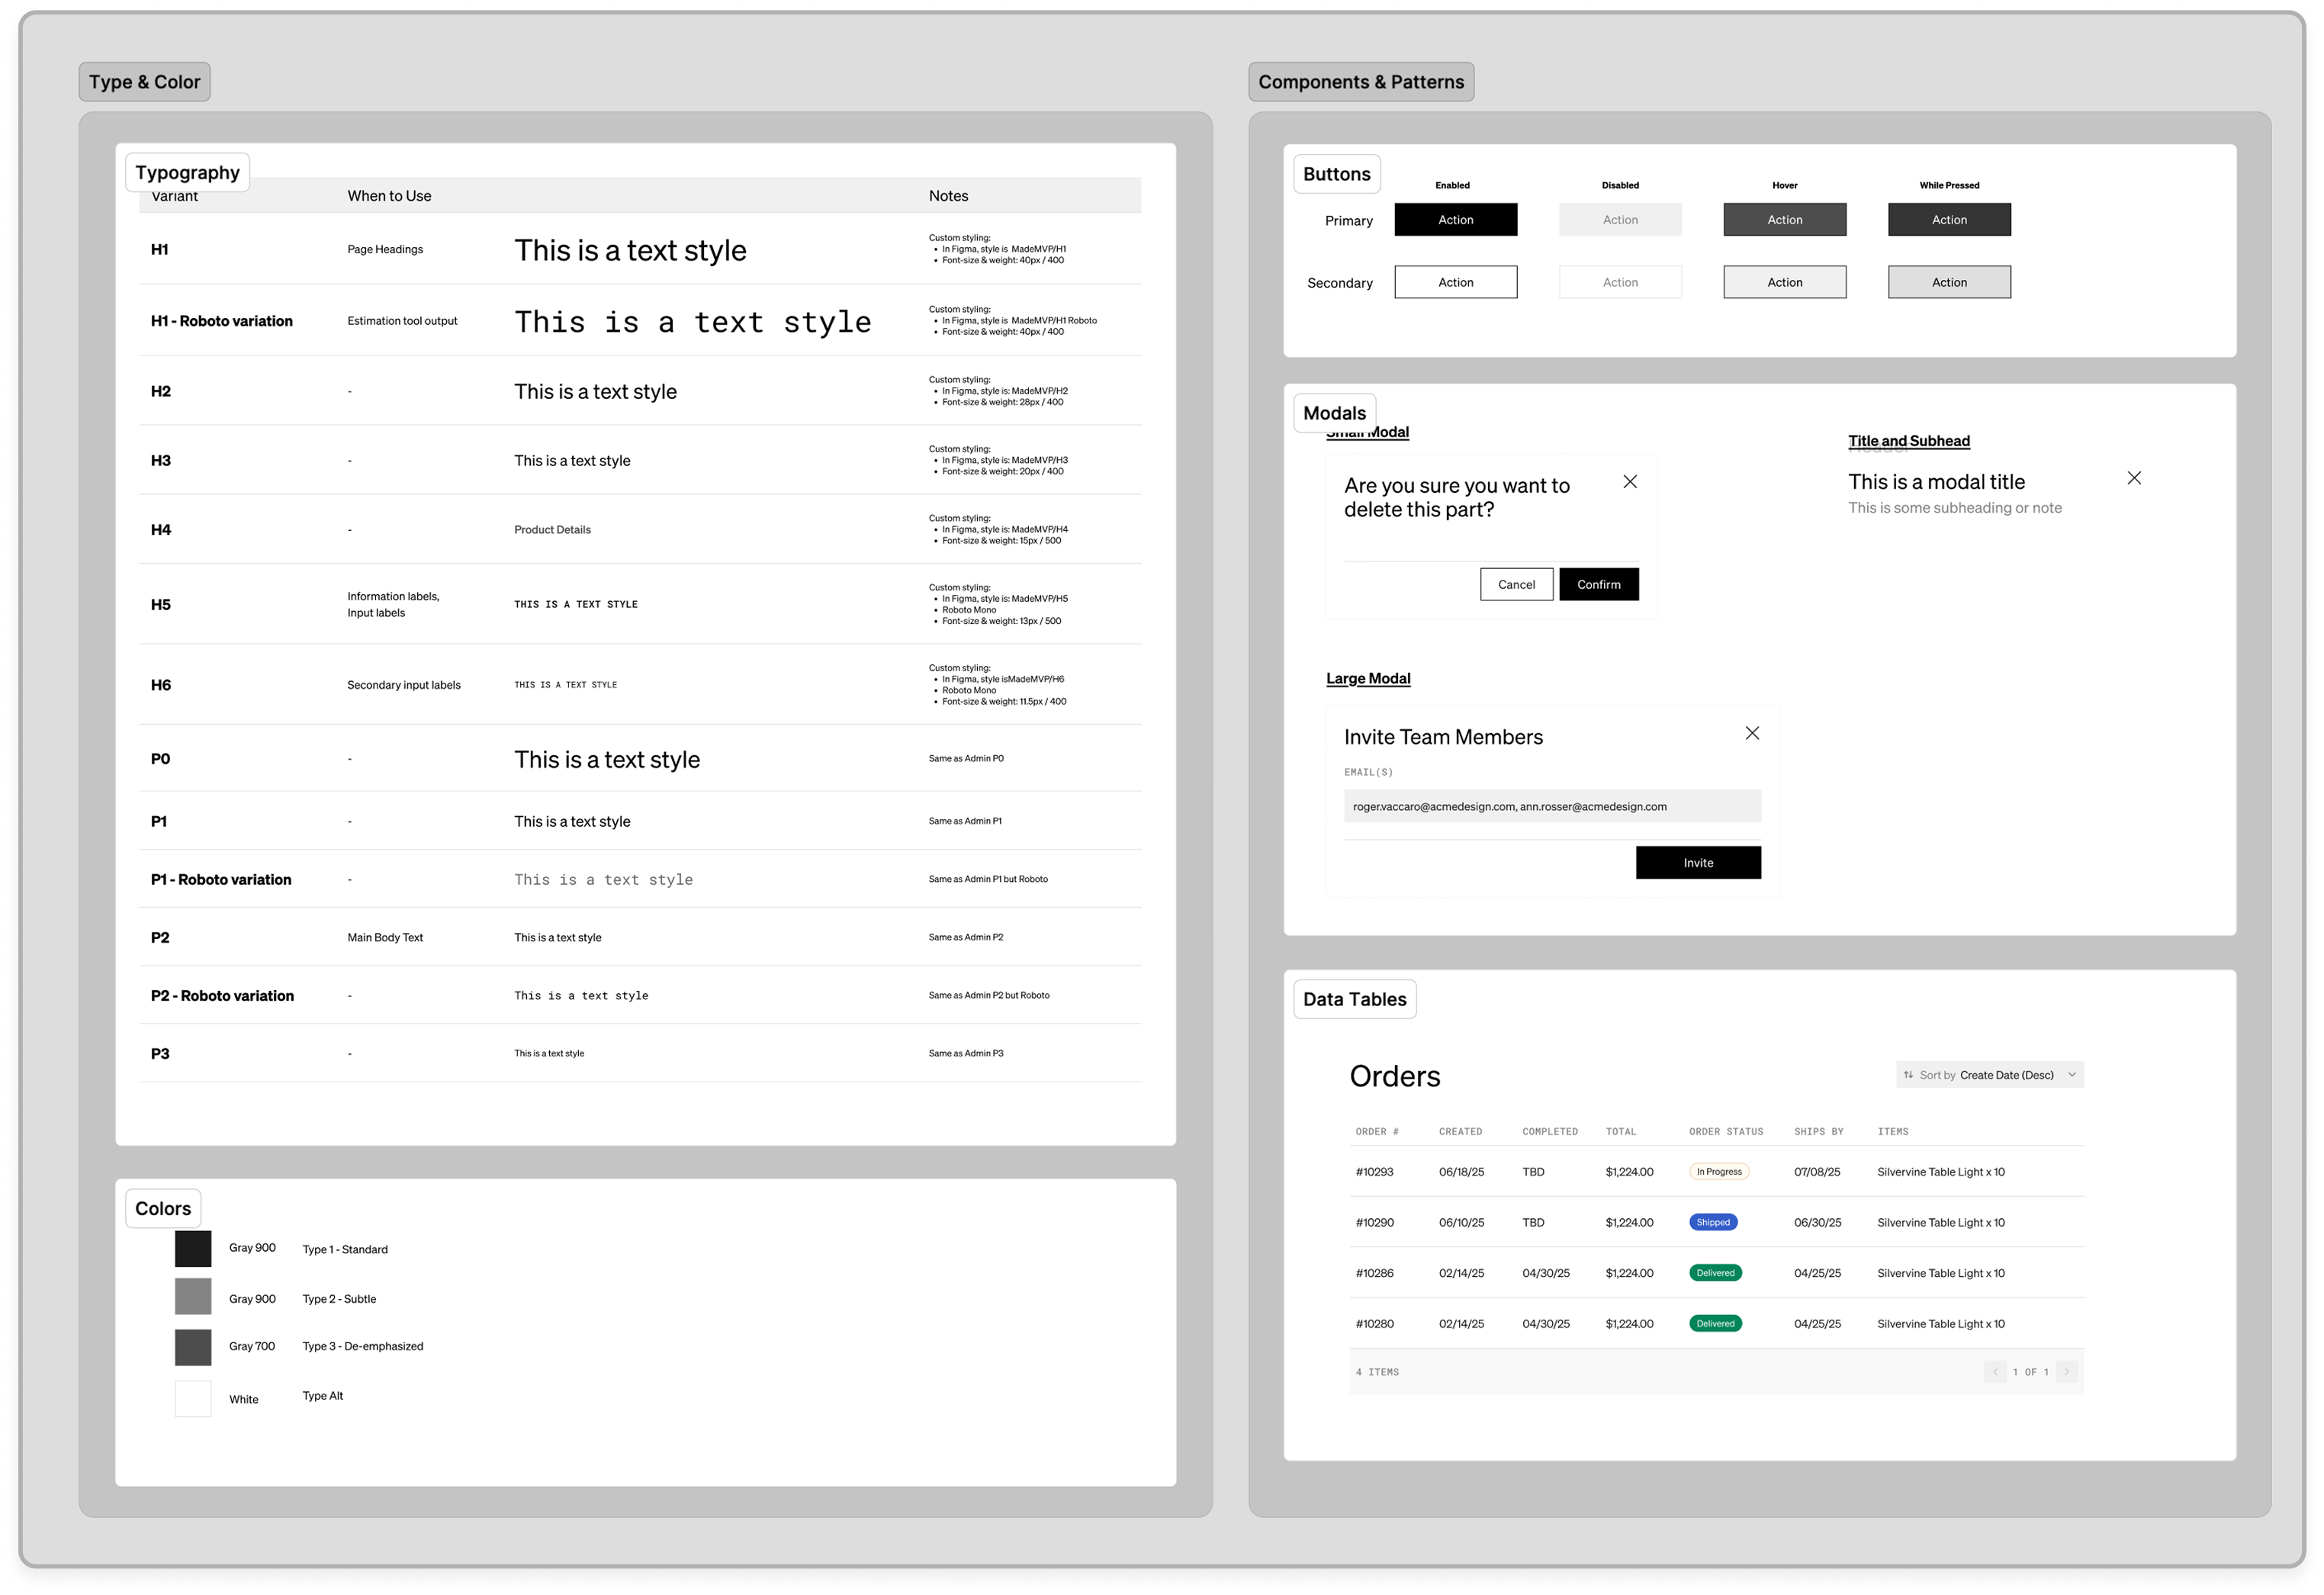 Type & Color
Typography
Variant When to Use Notes
H1 Page Headings This is a text style Custom styling:
• In Figma, style is MadeMVP/H1
• Font-size & weight: 40px / 400
H1 - Roboto variation Estimation tool output This is a text style Custom styling:
• In Figma, style is MadeMVP/H1 Roboto
• Font-size & weight: 40px / 400
H2 - This is a text style Custom styling:
• In Figma, style is: MadeMVP/H2
• Font-size & weight: 28px / 400
H3 - This is a text style Custom styling:
• In Figma, style is: MadeMVP/H3
• Font-size & weight: 20px / 400
H4 - Product Details Custom styling:
• In Figma, style is: MadeMVP/H4
• Font-size & weight: 15px / 500
H5 Information labels,
Input labels THIS IS A TEXT STYLE Custom styling:
• In Figma, style is: MadeMVP/H5
• Roboto Mono
• Font-size & weight: 13px / 500
H6 Secondary input labels THIS IS A TEXT STYLE Custom styling:
• In Figma, style isMadeMVP/H6
• Roboto Mono
• Font-size & weight: 11.5px / 400
P0 - This is a text style Same as Admin P0
P1 - This is a text style Same as Admin P1
P1 - Roboto variation - This is a text style Same as Admin P1 but Roboto
P2 Main Body Text This is a text style Same as Admin P2
P2 - Roboto variation - This is a text style Same as Admin P2 but Roboto
P3 - This is a text style Same as Admin P3
Colors
Gray 900 Type 1 - Standard
Gray 900 Type 2 - Subtle
Gray 700 Type 3 - De-emphasized
White Type Alt
Components & Patterns
Buttons
Enabled Disabled Hover While Pressed
Primary Action Action Action Action
Secondary Action Action Action Action
Modals
Small Modal
Are you sure you want to
delete this part?
Cancel Confirm
Title and Subhead
Header
This is a modal title
This is some subheading or note
Large Modal
Invite Team Members
EMAIL(S)
roger.vaccaro@acmedesign.com, ann.rosser@acmedesign.com
Invite
Data Tables
Orders
Sort by Create Date (Desc)
ORDER # CREATED COMPLETED TOTAL ORDER STATUS SHIPS BY ITEMS
#10293 06/18/25 TBD $1,224.00 In Progress 07/08/25 Silvervine Table Light x 10
#10290 06/10/25 TBD $1,224.00 Shipped 06/30/25 Silvervine Table Light x 10
#10286 02/14/25 04/30/25 $1,224.00 Delivered 04/25/25 Silvervine Table Light x 10
#10280 02/14/25 04/30/25 $1,224.00 Delivered 04/25/25 Silvervine Table Light x 10
4 ITEMS 1 OF 1